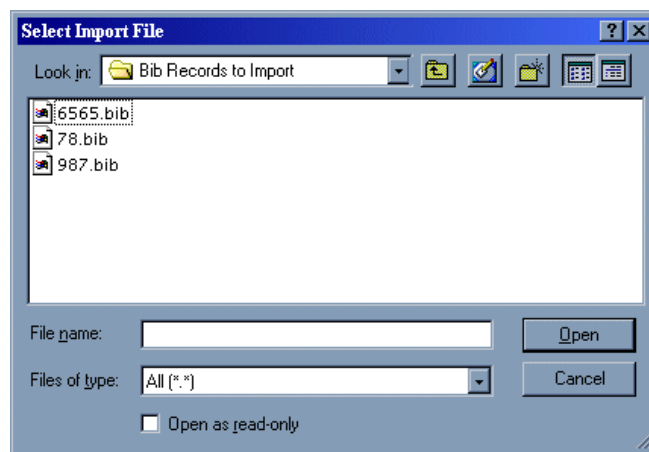 Select Import File
Look in: Bib Records to Import
6565.bib
78.bib
987.bib
File name: Open
Files of type: All (*.*) Cancel
Open as read-only